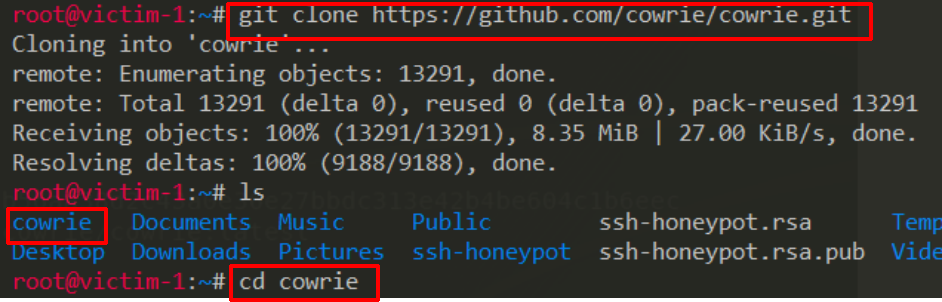 root@victim-1:~# git clone https://github.com/cowrie/cowrie.git
Cloning into 'cowrie'...
remote: Enumerating objects: 13291, done.
remote: Total 13291 (delta 0), reused 0 (delta 0), pack-reused 13291
Receiving objects: 100% (13291/13291), 8.35 MiB | 27.00 KiB/s, done.
Resolving deltas: 100% (9188/9188), done.
root@victim-1:~# ls
cowrie Documents Music Public ssh-honeypot.rsa Temp
Desktop Downloads Pictures ssh-honeypot ssh-honeypot.rsa.pub Vide
root@victim-1:~# cd cowrie